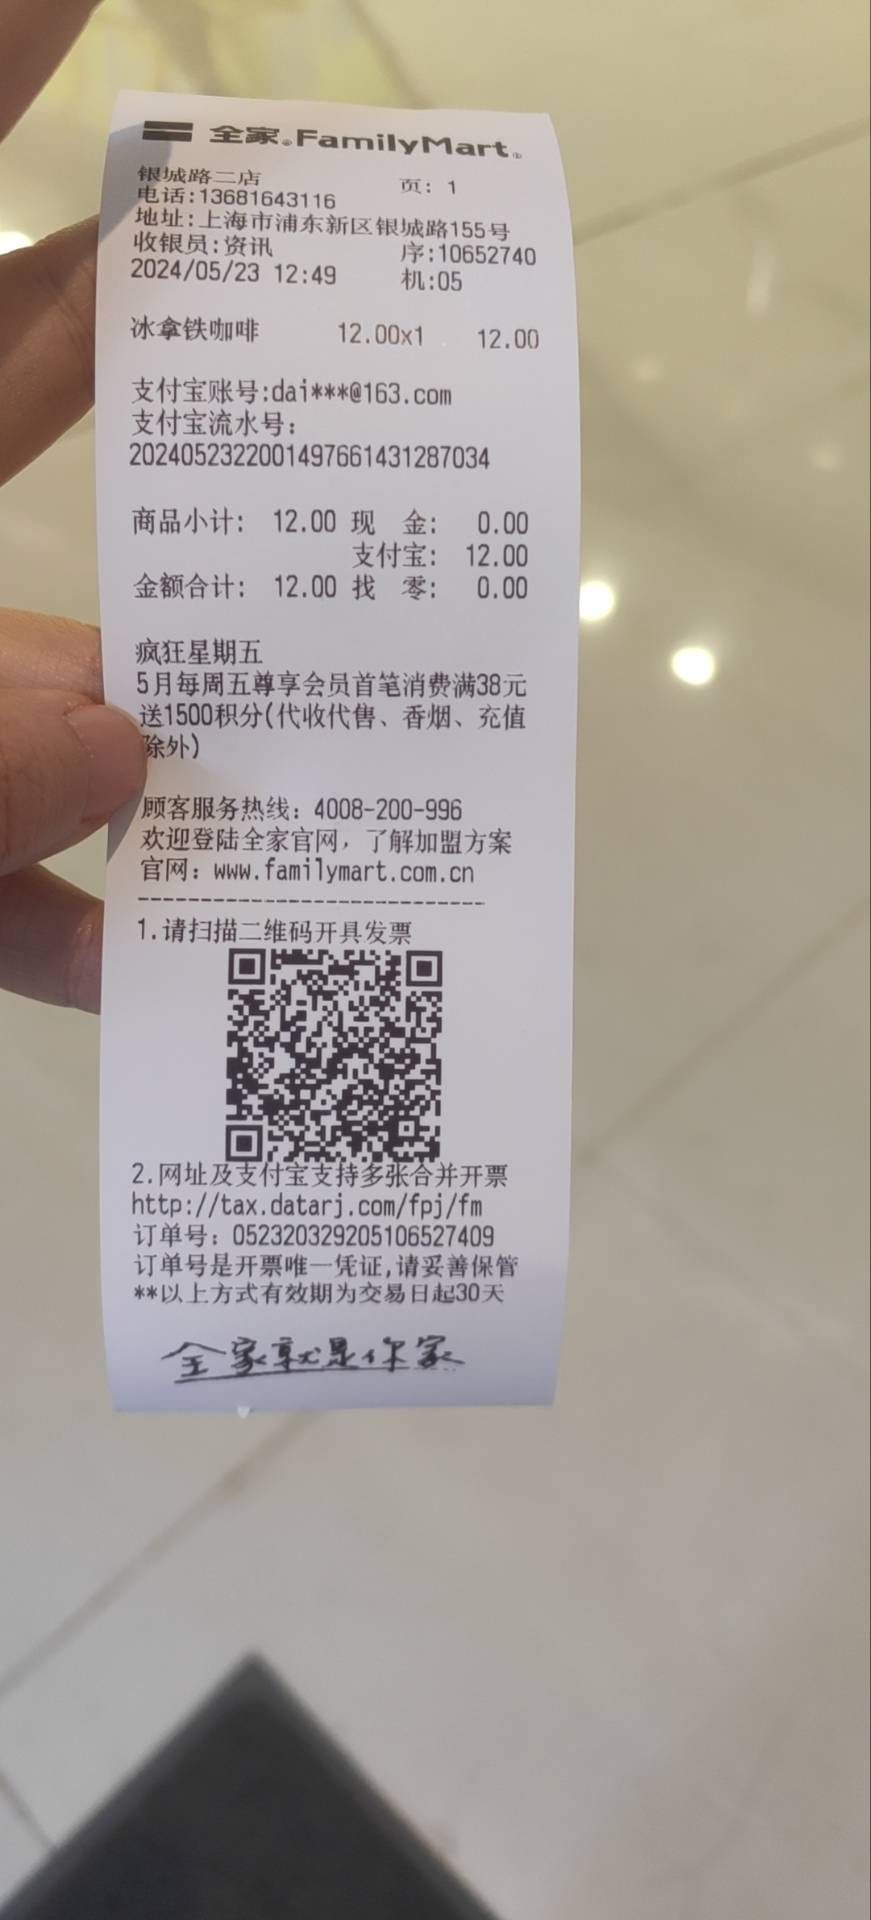 全家®FamilyMart®
银城路二店 页: 1
电话:13681643116
地址:上海市浦东新区银城路155号
收银员:资讯 序:10652740
2024/05/23 12:49 机:05
冰拿铁咖啡 12.00x1 12.00
支付宝账号:dai***@163.com
支付宝流水号:
2024052322001497661431287034
商品小计: 12.00 现 金: 0.00
支付宝: 12.00
金额合计: 12.00 找 零: 0.00
疯狂星期五
5月每周五尊享会员首笔消费满38元
送1500积分(代收代售、香烟、充值
除外)
顾客服务热线: 4008-200-996
欢迎登陆全家官网，了解加盟方案
官网: www.familymart.com.cn
1.请扫描二维码开具发票
2.网址及支付宝支持多张合并开票
http://tax.datarj.com/fpj/fm
订单号: 052320329205106527409
订单号是开票唯一凭证,请妥善保管
**以上方式有效期为交易日起30天
全家就是你家